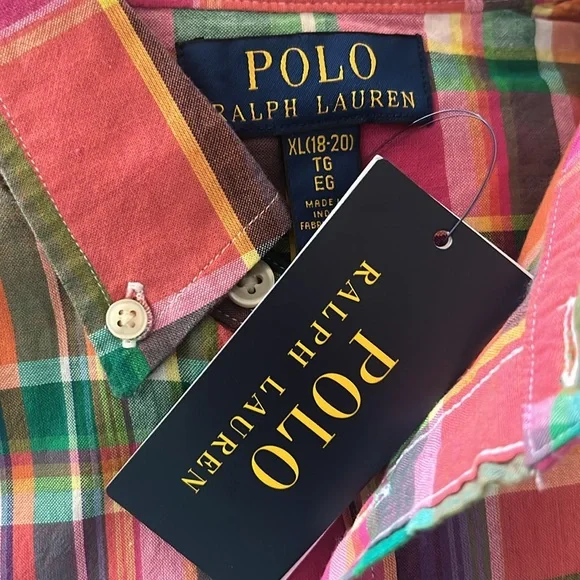 POLO
RALPH LAUREN
XL(18-20)
TG
EG
MADE
POLO
RALPH LAUREN